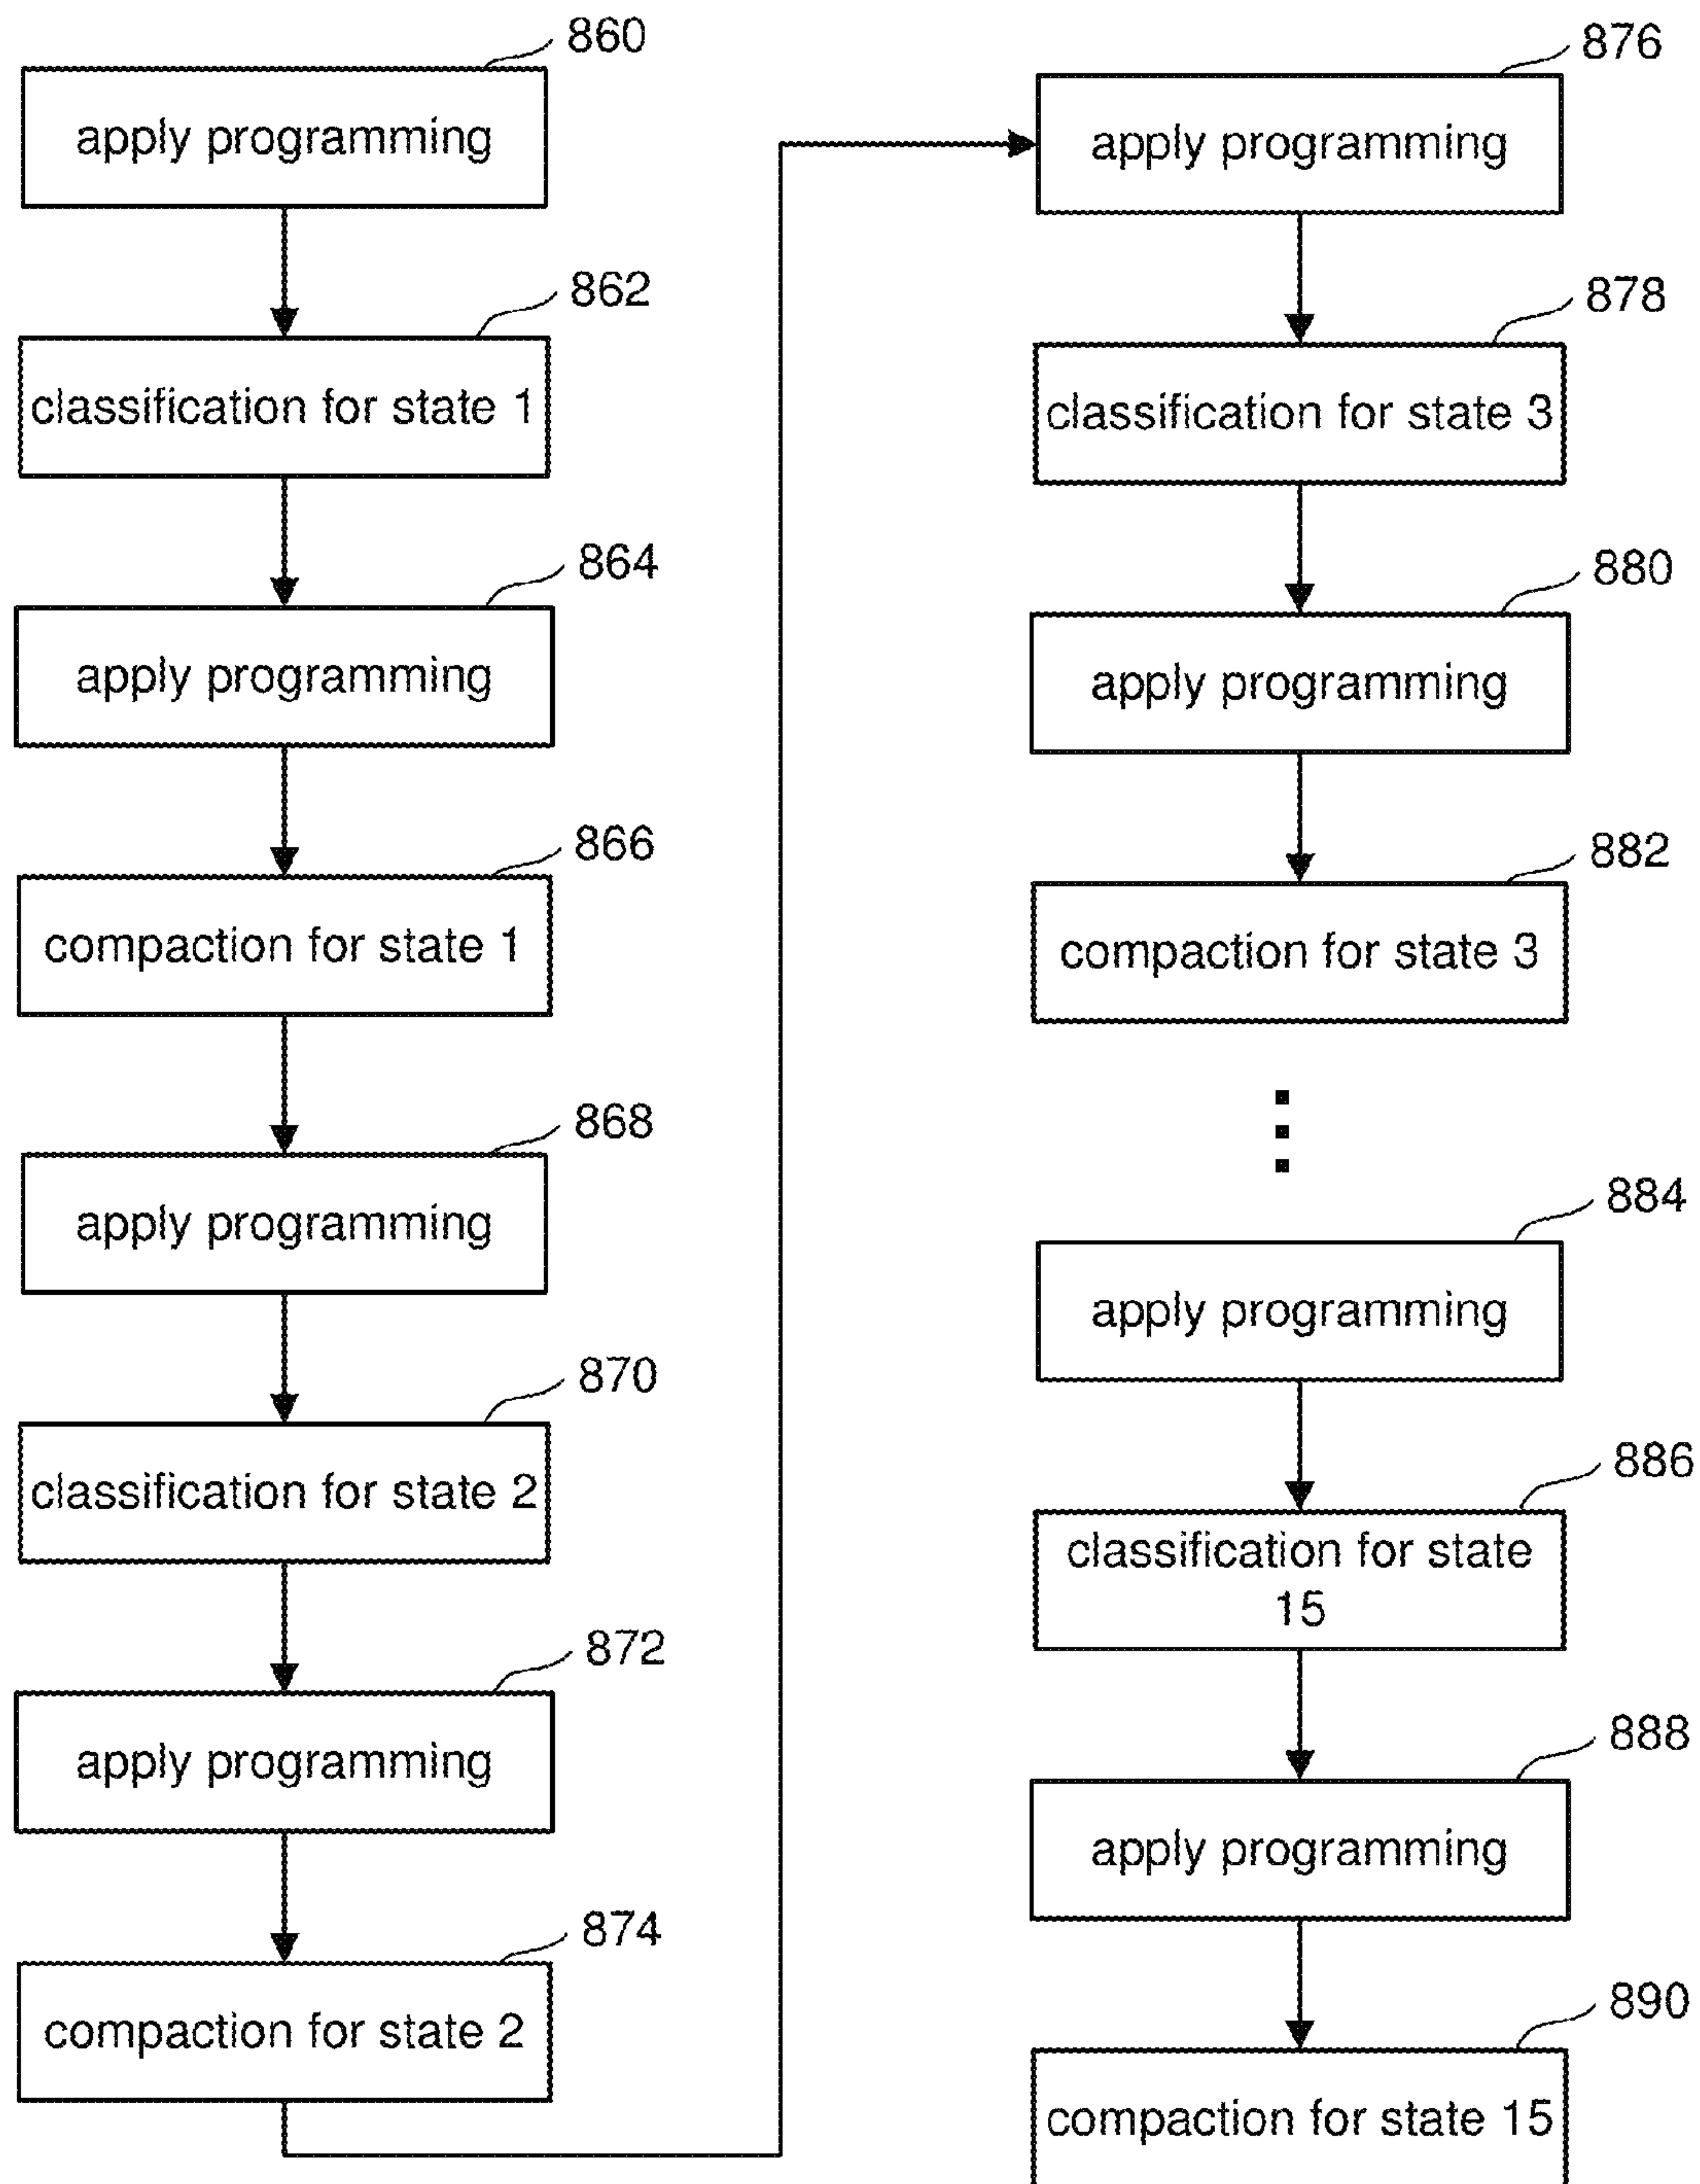 860
apply programming
862
classification for state 1
864
apply programming
866
compaction for state 1
868
apply programming
870
classification for state 2
872
apply programming
874
compaction for state 2
876
apply programming
878
classification for state 3
880
apply programming
882
compaction for state 3
884
apply programming
886
classification for state
15
888
apply programming
890
compaction for state 15